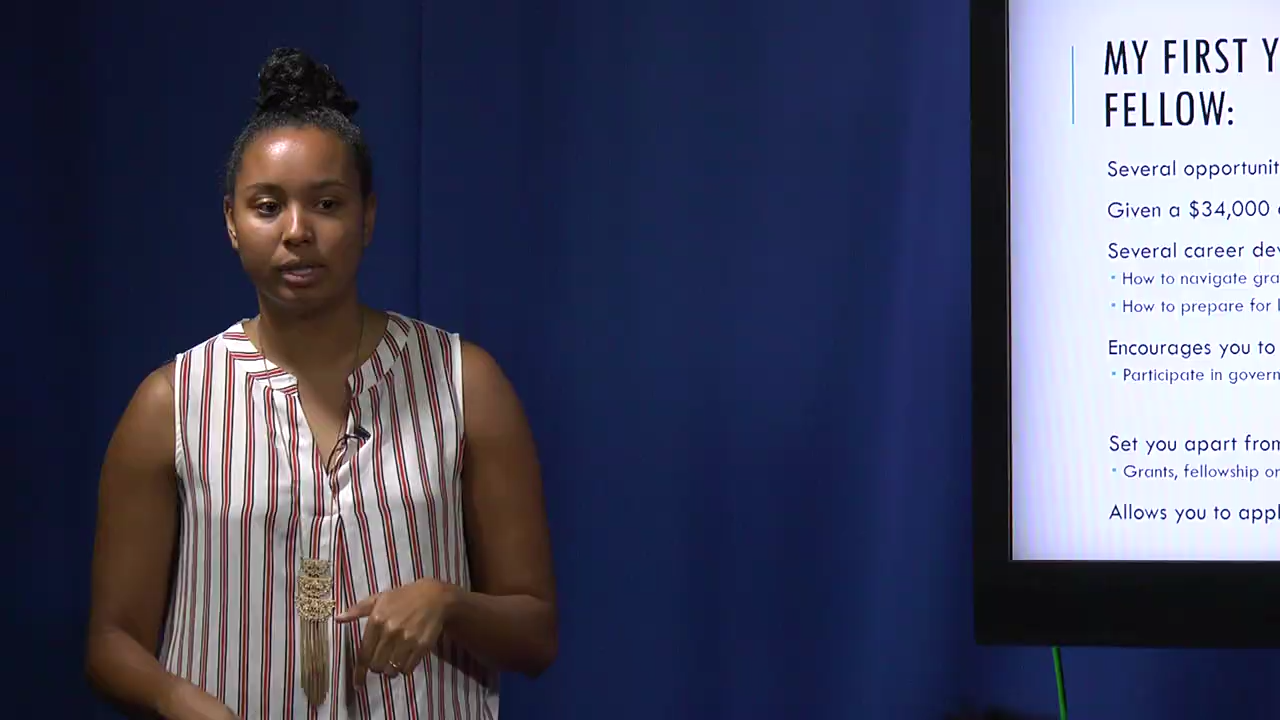 MY FIRST Y
FELLOW:
Several opportunit
Given a $34,000
Several career dev
How to navigate gra
How to prepare for
Encourages you to
Participate in govern
Set you apart from
Grants, fellowship or
Allows you to appl